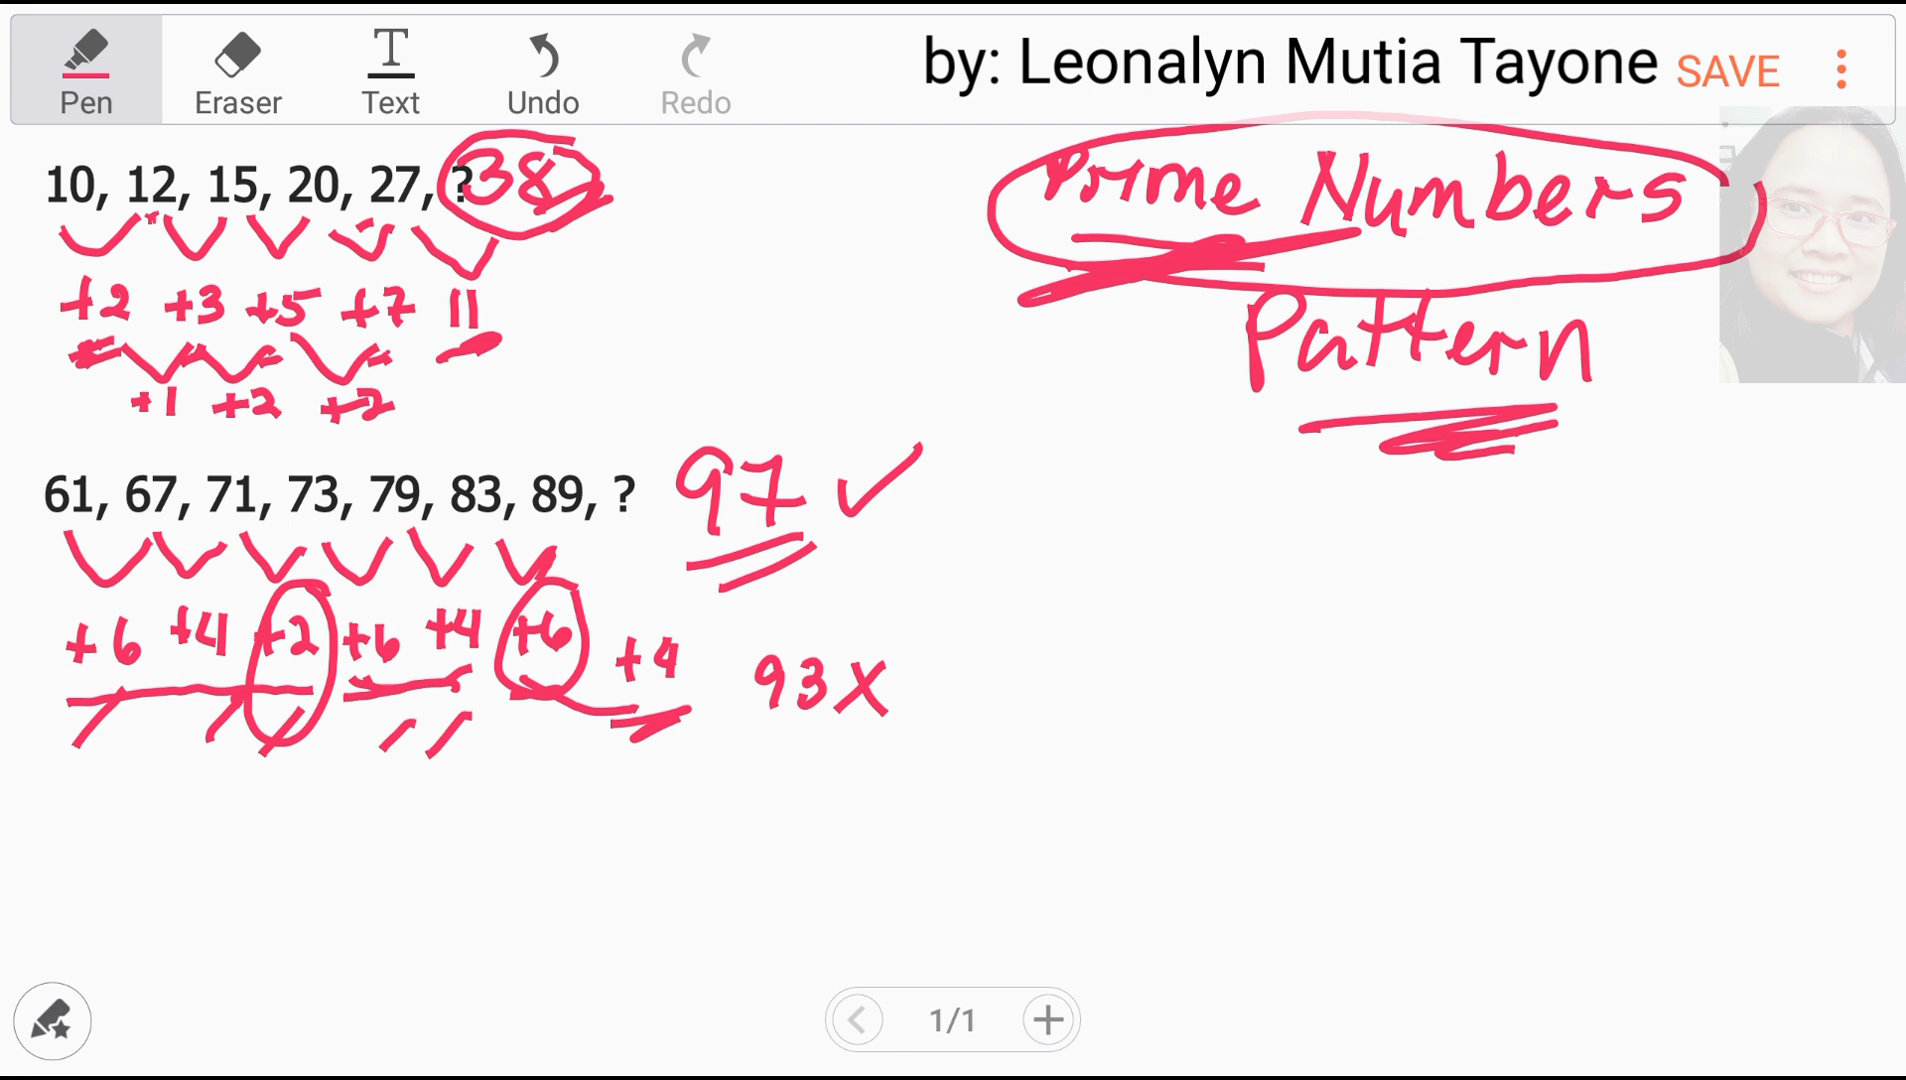 Pen Eraser Text Undo Redo by: Leonalyn Mutia Tayone SAVE
10, 12, 15, 20, 27, ? 38
+2 +3 +5 +7 11
+1 +2 +2
Prime Numbers
Pattern
61, 67, 71, 73, 79, 83, 89, ? 97
+6 +4 +2 +6 +4 +6 +4 93 X
1/1